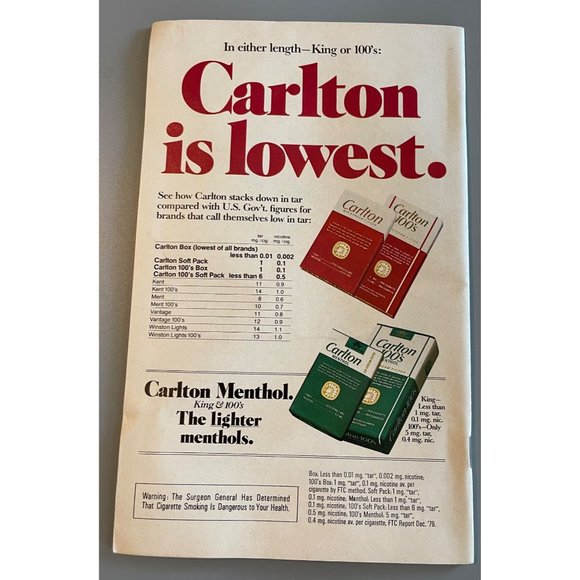 In either length—King or 100's:
Carlton
is lowest.
See how Carlton stacks down in tar
compared with U.S. Gov't. figures for
brands that call themselves low in tar:
tar nicotine
mg./cig. mg./cig.
Carlton Box (lowest of all brands)
less than 0.01 0.002
Carlton Soft Pack 1 0.1
Carlton 100's Box 1 0.1
Carlton 100's Soft Pack less than 6 0.5
Kent 11 0.9
Kent 100's 14 1.0
Merit 8 0.6
Merit 100's 10 0.7
Vantage 11 0.8
Vantage 100's 12 0.9
Winston Lights 14 1.1
Winston Lights 100's 13 1.0
Carlton
Carlton
100's
Carlton
Carlton
100's
MENTHOL
Carlton Menthol.
King & 100's
The lighter
menthols.
King—
Less than
1 mg. tar,
0.1 mg. nic.
100's—Only
5 mg. tar,
0.4 mg. nic.
Warning: The Surgeon General Has Determined
That Cigarette Smoking Is Dangerous to Your Health.
Box: Less than 0.01 mg. "tar", 0.002 mg. nicotine;
100's Box: 1 mg. "tar", 0.1 mg. nicotine av. per
cigarette by FTC method. Soft Pack: 1 mg. "tar",
0.1 mg. nicotine; Menthol: Less than 1 mg. "tar",
0.1 mg. nicotine; 100's Soft Pack: Less than 6 mg. "tar",
0.5 mg. nicotine; 100's Menthol: 5 mg. "tar",
0.4 mg. nicotine av. per cigarette, FTC Report Dec. '79.